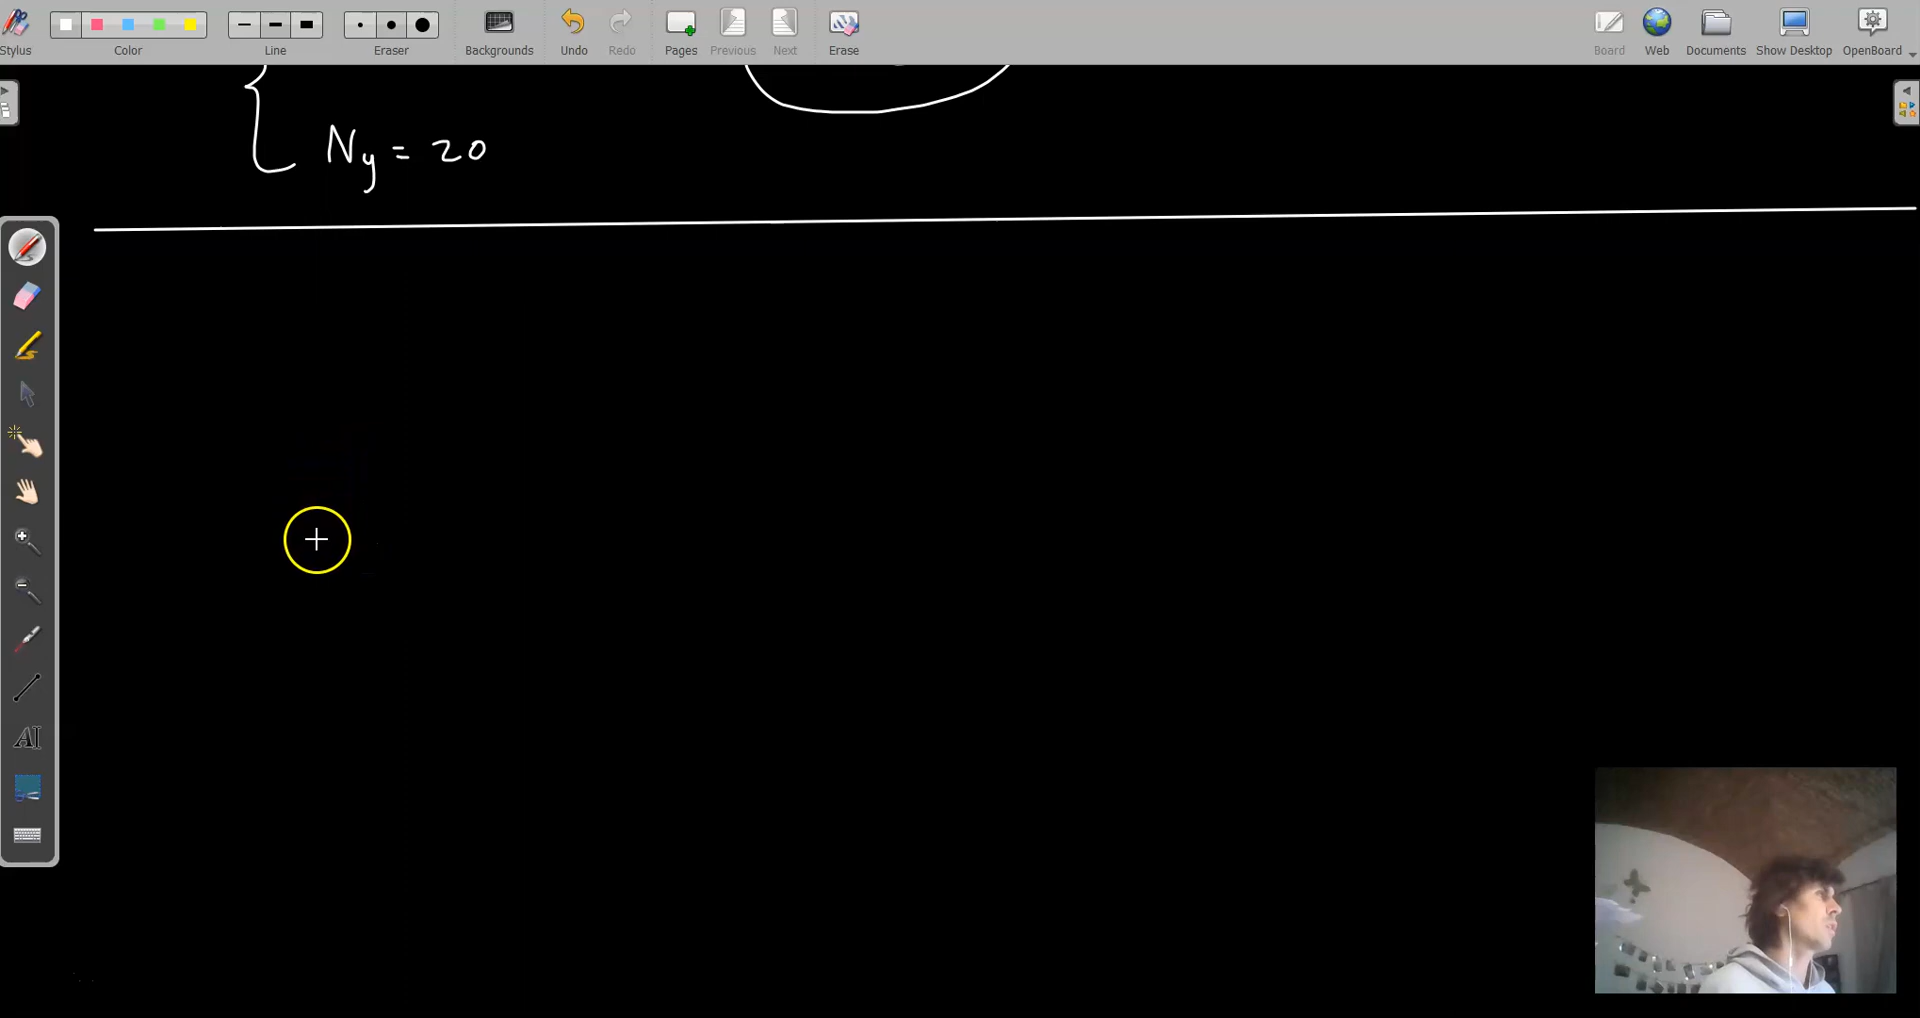 Stylus
Color
Line
Eraser
Backgrounds
Undo
Redo
Pages
Previous
Next
Erase
Board
Web
Documents
Show Desktop
OpenBoard
Ny = 20